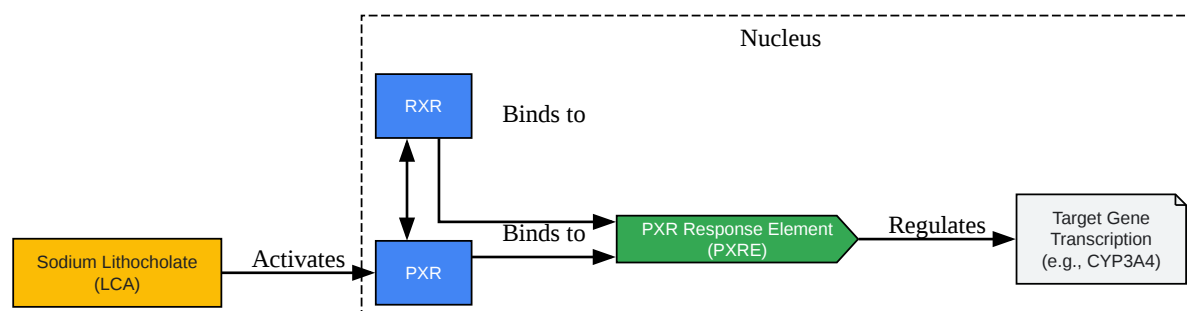 Nucleus
RXR
Binds to
Sodium Lithocholate
(LCA)
Activates
PXR
Binds to
PXR Response Element
(PXRE)
Regulates
Target Gene
Transcription
(e.g., CYP3A4)